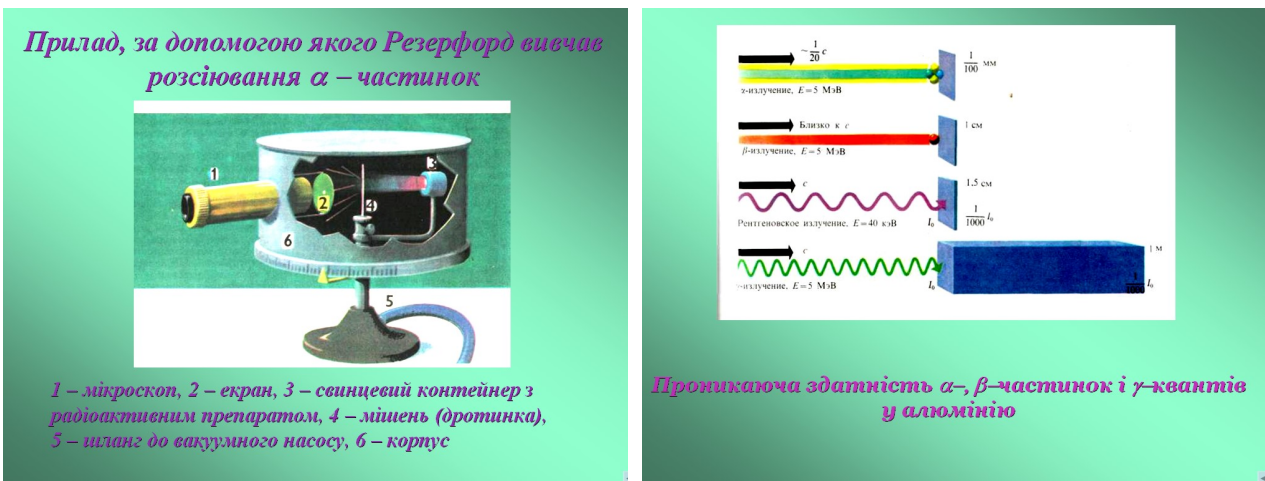 Прилад, за допомогою якого Резерфорд вивчав
розсіювання α – частинок
1
2
3
4
6
5
1 – мікроскоп, 2 – екран, 3 – свинцевий контейнер з
радіоактивним препаратом, 4 – мішень (дротинка),
5 – шланг до вакуумного насосу, 6 – корпус
~ 1/20 c
1/100 мм
α-излучение, E = 5 МэВ
Близко к c
1 см
β-излучение, E = 5 МэВ
c
1.5 см
1/1000 I₀
Рентгеновское излучение, E = 40 кэВ
I₀
c
1 м
-излучение, E = 5 МэВ
I₀
1/1000 I₀
Проникаюча здатність α–, β–частинок і γ–квантів
у алюмінію